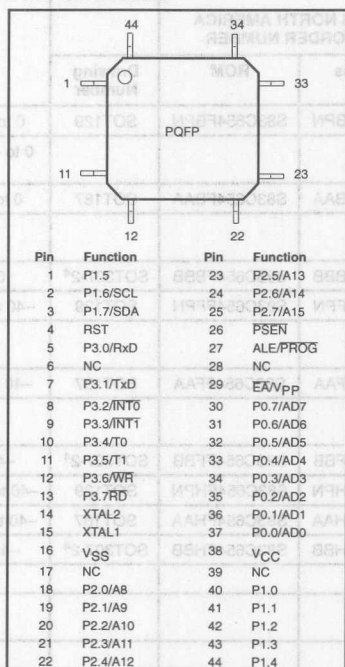 44 34
1 33
PQFP
11 23
12 22
Pin Function Pin Function
1 P1.5 23 P2.5/A13
2 P1.6/SCL 24 P2.6/A14
3 P1.7/SDA 25 P2.7/A15
4 RST 26 PSEN
5 P3.0/RxD 27 ALE/PROG
6 NC 28 NC
7 P3.1/TxD 29 EA/VPP
8 P3.2/INT0 30 P0.7/AD7
9 P3.3/INT1 31 P0.6/AD6
10 P3.4/T0 32 P0.5/AD5
11 P3.5/T1 33 P0.4/AD4
12 P3.6/WR 34 P0.3/AD3
13 P3.7/RD 35 P0.2/AD2
14 XTAL2 36 P0.1/AD1
15 XTAL1 37 P0.0/AD0
16 VSS 38 VCC
17 NC 39 NC
18 P2.0/A8 40 P1.0
19 P2.1/A9 41 P1.1
20 P2.2/A10 42 P1.2
21 P2.3/A11 43 P1.3
22 P2.4/A12 44 P1.4